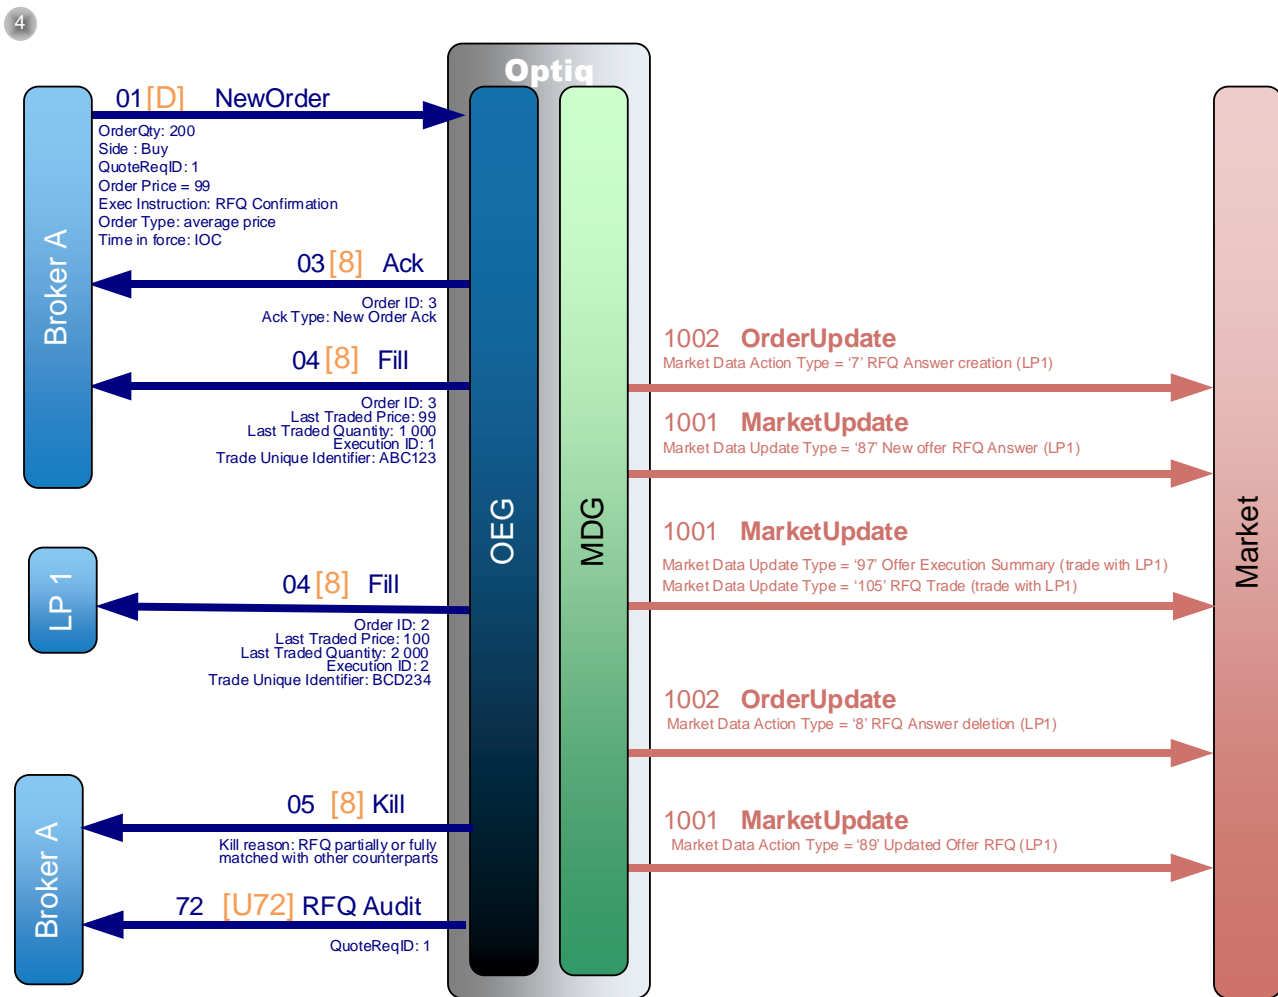 4
Optiq
01 [D] NewOrder
OrderQty: 200
Side : Buy
QuoteReqID: 1
Order Price = 99
Exec Instruction: RFQ Confirmation
Order Type: average price
Time in force: IOC
Broker A
03 [8] Ack
Order ID: 3
Ack Type: New Order Ack
04 [8] Fill
Order ID: 3
Last Traded Price: 99
Last Traded Quantity: 1 000
Execution ID: 1
Trade Unique Identifier: ABC123
LP 1
04 [8] Fill
Order ID: 2
Last Traded Price: 100
Last Traded Quantity: 2 000
Execution ID: 2
Trade Unique Identifier: BCD234
Broker A
05 [8] Kill
Kill reason: RFQ partially or fully
matched with other counterparts
72 [U72] RFQ Audit
QuoteReqID: 1
OEG
MDG
1002 OrderUpdate
Market Data Action Type = ‘7’ RFQ Answer creation (LP1)
1001 MarketUpdate
Market Data Update Type = ‘87’ New offer RFQ Answer (LP1)
1001 MarketUpdate
Market Data Update Type = ‘97’ Offer Execution Summary (trade with LP1)
Market Data Update Type = ‘105’ RFQ Trade (trade with LP1)
1002 OrderUpdate
Market Data Action Type = ‘8’ RFQ Answer deletion (LP1)
1001 MarketUpdate
Market Data Action Type = ‘89’ Updated Offer RFQ (LP1)
Market